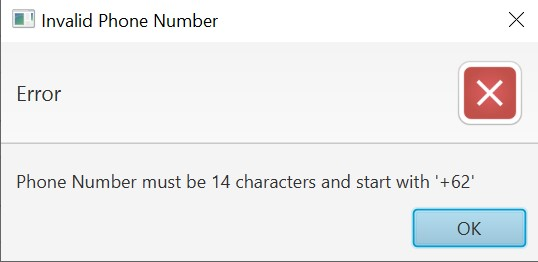 Invalid Phone Number
Error
Phone Number must be 14 characters and start with '+62'
OK